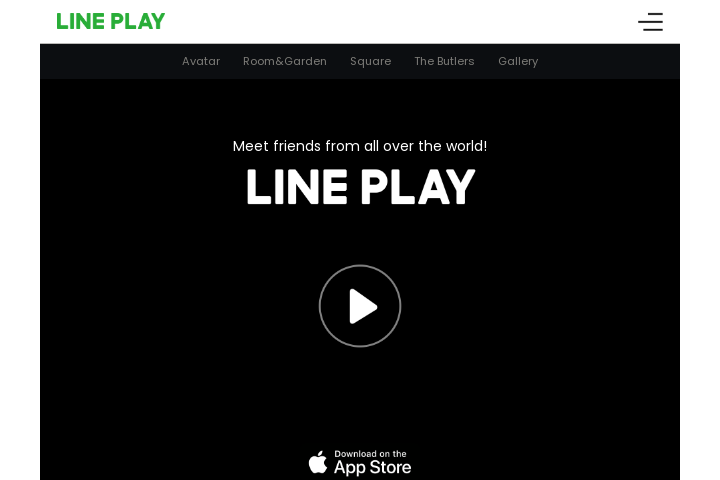 LINE PLAY
Avatar Room&Garden Square The Butlers Gallery
Meet friends from all over the world!
LINE PLAY
Download on the
App Store